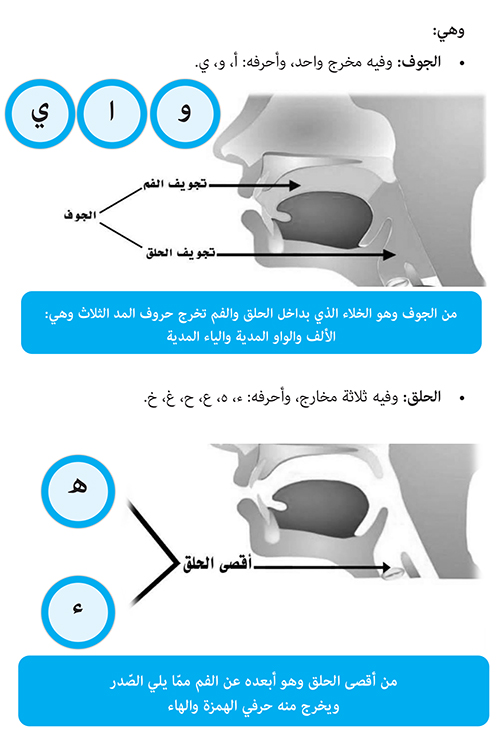 وهي:
• الجوف: وفيه مخرج واحد، وأحرفه: أ، و، ي.
و
ا
ي
تجويف الفم
الجوف
تجويف الحلق
من الجوف وهو الخلاء الذي بداخل الحلق والفم تخرج حروف المد الثلاث وهي:
الألف والواو المدية والياء المدية
• الحلق: وفيه ثلاثة مخارج، وأحرفه: ء، ه، ع، ح، غ، خ.
ه
أقصى الحلق
ء
من أقصى الحلق وهو أبعده عن الفم ممّا يلي الصّدر
ويخرج منه حرفي الهمزة والهاء